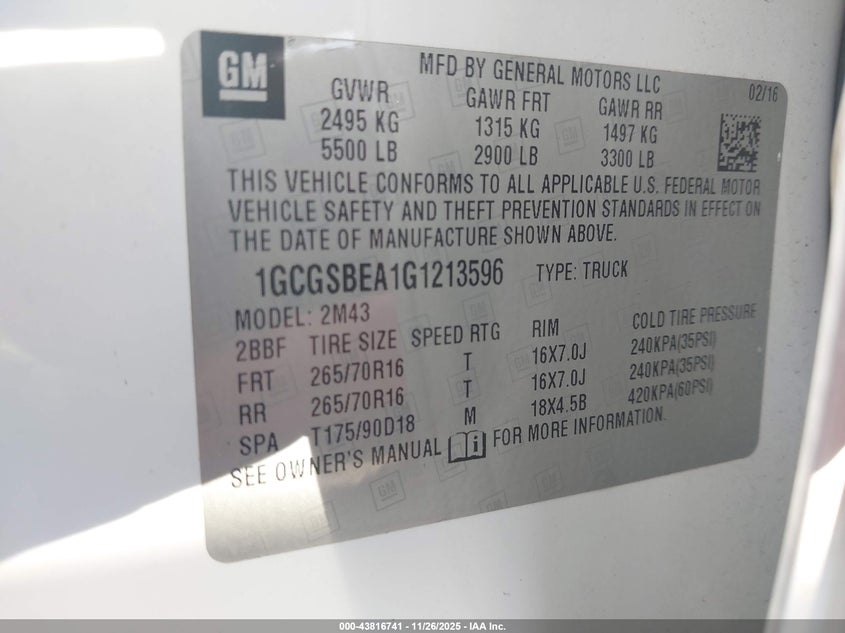 GM
MFD BY GENERAL MOTORS LLC
02/16
GVWR GAWR FRT GAWR RR
2495 KG 1315 KG 1497 KG
5500 LB 2900 LB 3300 LB
THIS VEHICLE CONFORMS TO ALL APPLICABLE U.S. FEDERAL MOTOR
VEHICLE SAFETY AND THEFT PREVENTION STANDARDS IN EFFECT ON
THE DATE OF MANUFACTURE SHOWN ABOVE.
1GCGSBEA1G1213596 TYPE: TRUCK
MODEL: 2M43
2BBF TIRE SIZE SPEED RTG RIM COLD TIRE PRESSURE
FRT 265/70R16 T 16X7.0J 240KPA(35PSI)
RR 265/70R16 T 16X7.0J 240KPA(35PSI)
SPA T175/90D18 M 18X4.5B 420KPA(60PSI)
SEE OWNER'S MANUAL i FOR MORE INFORMATION.
000-43816741 - 11/26/2025 - IAA Inc.